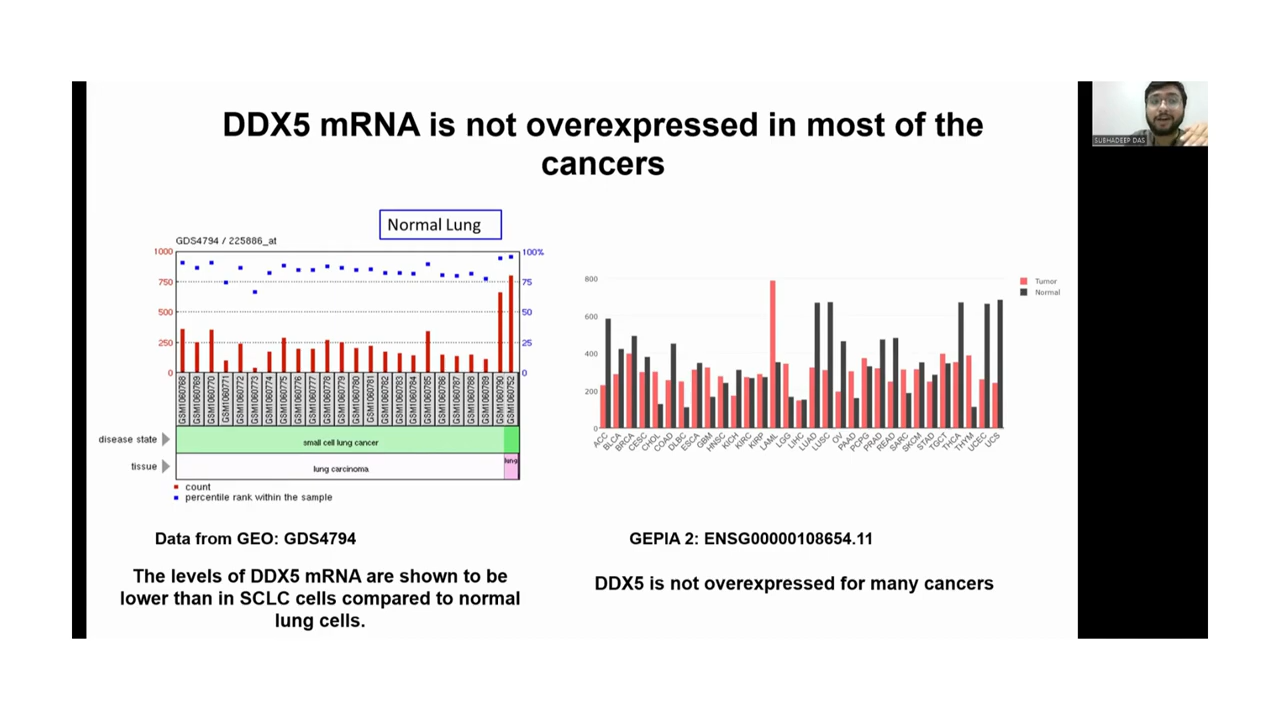 DDX5 mRNA is not overexpressed in most of the
cancers
SUBHADEEP DAS
Normal Lung
GDS4794 / 225886_at
1000
750
500
250
0
100%
75
50
25
0
GSM1060768
GSM1060769
GSM1060770
GSM1060771
GSM1060772
GSM1060773
GSM1060774
GSM1060775
GSM1060776
GSM1060777
GSM1060778
GSM1060779
GSM1060780
GSM1060781
GSM1060782
GSM1060783
GSM1060784
GSM1060785
GSM1060786
GSM1060787
GSM1060788
GSM1060789
GSM1060790
GSM1060752
disease state
small cell lung cancer
tissue
lung carcinoma
lung
count
percentile rank within the sample
800
600
400
200
0
Tumor
Normal
ACC
BLCA
BRCA
CESC
CHOL
COAD
DLBC
ESCA
GBM
HNSC
KICH
KIRC
KIRP
LAML
LGG
LIHC
LUAD
LUSC
OV
PAAD
PCPG
PRAD
READ
SARC
SKCM
STAD
TGCT
THCA
THYM
UCEC
UCS
Data from GEO: GDS4794
The levels of DDX5 mRNA are shown to be
lower than in SCLC cells compared to normal
lung cells.
GEPIA 2: ENSG00000108654.11
DDX5 is not overexpressed for many cancers